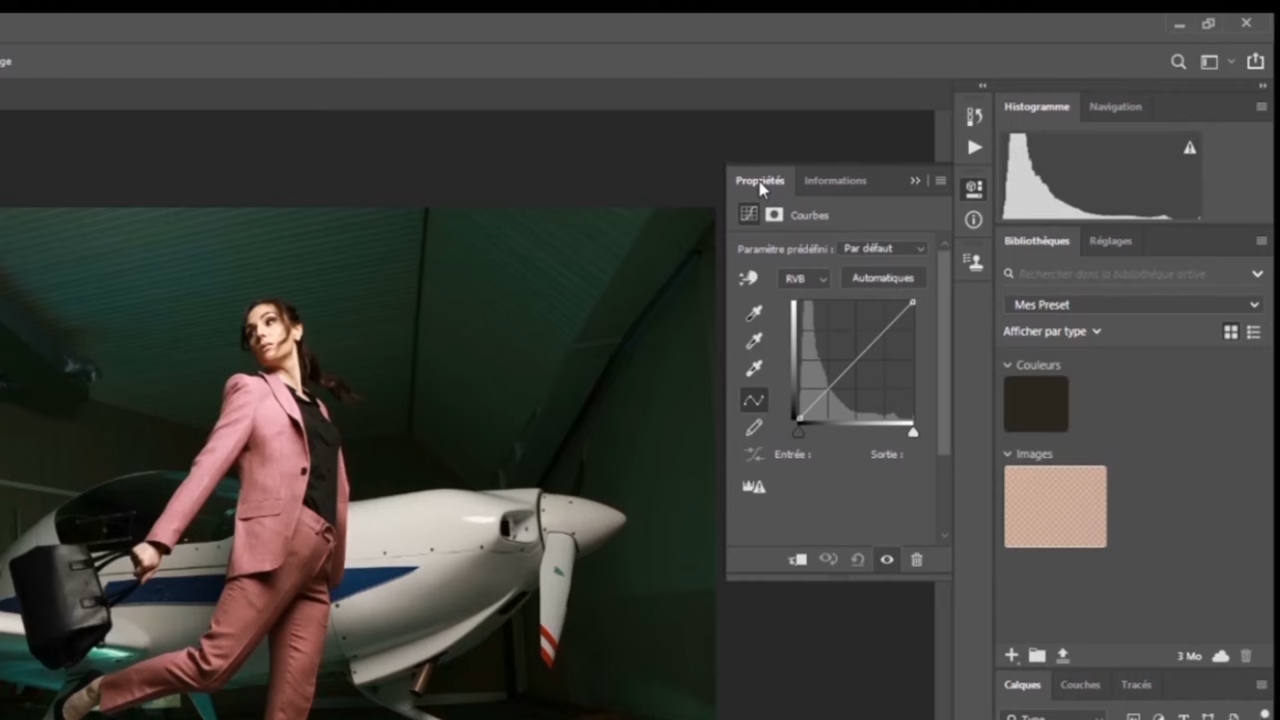 ge
Histogramme Navigation
Propriétés Informations
Courbes
Paramètre prédéfini : Par défaut
RVB Automatiques
Entrée : Sortie :
Bibliothèques Réglages
Rechercher dans la bibliothèque active
Mes Preset
Afficher par type
Couleurs
Images
3 Mo
Calques Couches Tracés
Type